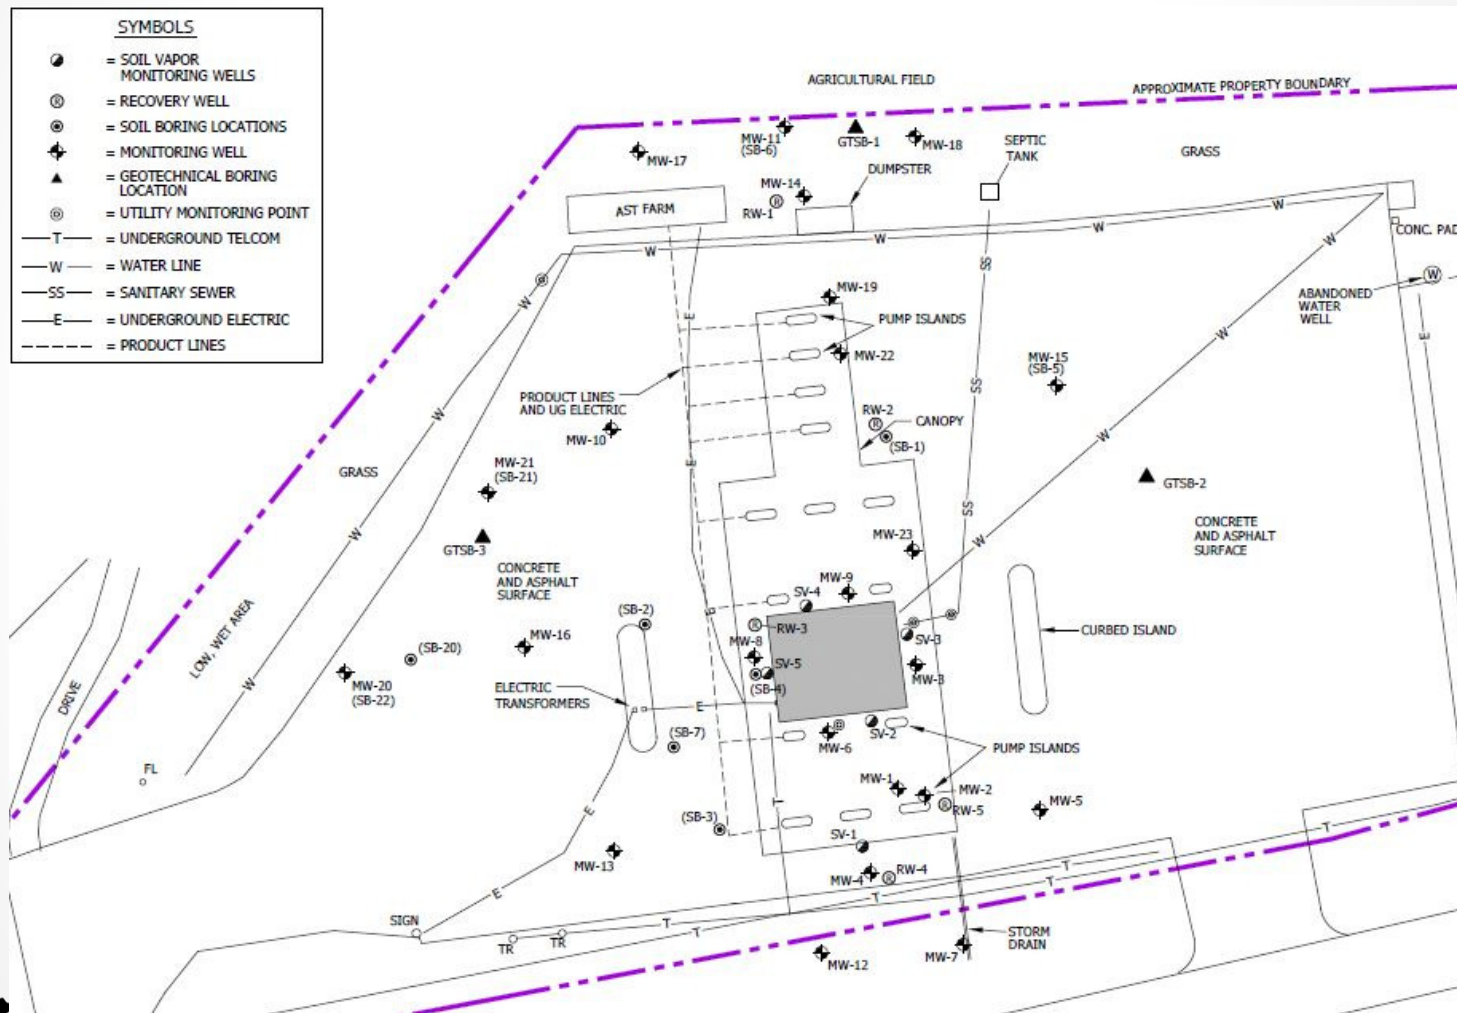 SYMBOLS
= SOIL VAPOR
MONITORING WELLS
R = RECOVERY WELL
= SOIL BORING LOCATIONS
= MONITORING WELL
= GEOTECHNICAL BORING
LOCATION
= UTILITY MONITORING POINT
T = UNDERGROUND TELCOM
W = WATER LINE
SS = SANITARY SEWER
E = UNDERGROUND ELECTRIC
= PRODUCT LINES
AGRICULTURAL FIELD
APPROXIMATE PROPERTY BOUNDARY
MW-11
(SB-6)
GTSB-1
MW-18
SEPTIC
TANK
GRASS
MW-17
DUMPSTER
MW-14
RW-1
R
AST FARM
W
W
W
W
CONC. PAD
W
SS
W
ABANDONED
WATER
WELL
W
MW-19
PUMP ISLANDS
E
E
W
MW-22
MW-15
(SB-5)
SS
PRODUCT LINES
AND UG ELECTRIC
W
RW-2
R
CANOPY
MW-10
(SB-1)
W
GRASS
MW-21
(SB-21)
E
GTSB-2
SS
CONCRETE
AND ASPHALT
SURFACE
W
MW-23
W
GTSB-3
CONCRETE
AND ASPHALT
SURFACE
MW-9
SV-4
LOW, WET AREA
(SB-2)
E
R
RW-3
SV-3
CURBED ISLAND
MW-16
MW-8
(SB-20)
SV-5
MW-3
MW-20
(SB-22)
W
(SB-4)
DRIVE
ELECTRIC
TRANSFORMERS
E
(SB-7)
MW-6
SV-2
PUMP ISLANDS
FL
MW-1
MW-2
T
R
RW-5
MW-5
E
(SB-3)
SV-1
T
MW-13
MW-4
RW-4
R
T
T
T
E
SIGN
T
T
TR
TR
STORM
DRAIN
MW-12
MW-7